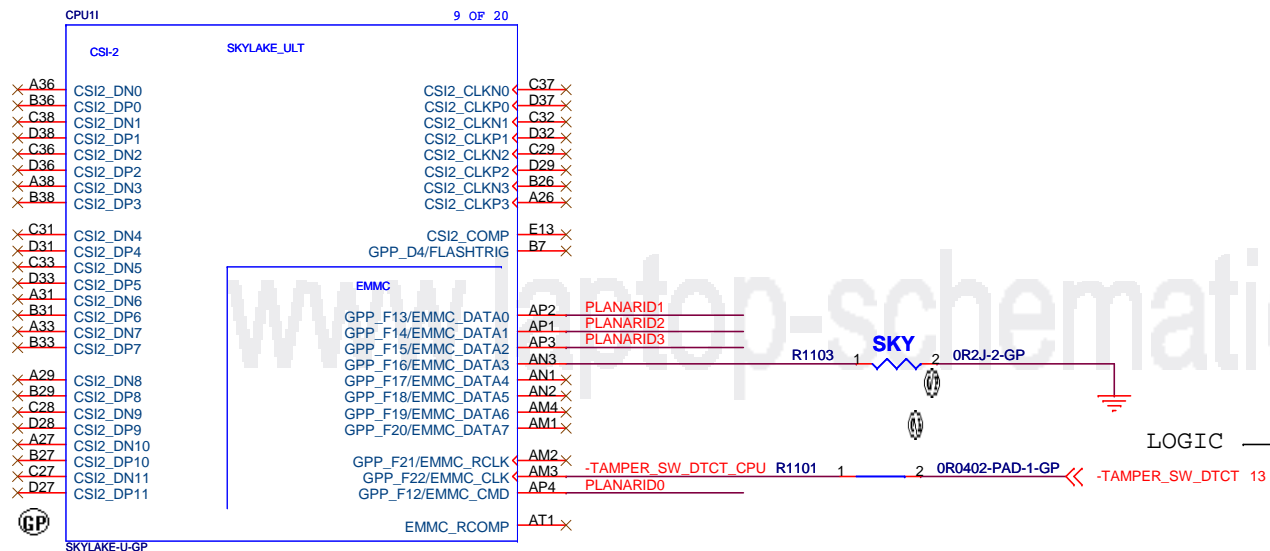 CPU1I 9 OF 20
CSI-2 SKYLAKE_ULT
A36 CSI2_DN0 CSI2_CLKN0 C37
B36 CSI2_DP0 CSI2_CLKP0 D37
C38 CSI2_DN1 CSI2_CLKN1 C32
D38 CSI2_DP1 CSI2_CLKP1 D32
C36 CSI2_DN2 CSI2_CLKN2 C29
D36 CSI2_DP2 CSI2_CLKP2 D29
A38 CSI2_DN3 CSI2_CLKN3 B26
B38 CSI2_DP3 CSI2_CLKP3 A26
C31 CSI2_DN4 CSI2_COMP E13
D31 CSI2_DP4 GPP_D4/FLASHTRIG B7
C33 CSI2_DN5
D33 CSI2_DP5
A31 CSI2_DN6 EMMC
B31 CSI2_DP6 GPP_F13/EMMC_DATA0 AP2 PLANARID1
A33 CSI2_DN7 GPP_F14/EMMC_DATA1 AP1 PLANARID2
B33 CSI2_DP7 GPP_F15/EMMC_DATA2 AP3 PLANARID3
GPP_F16/EMMC_DATA3 AN3 R1103 1 SKY 2 0R2J-2-GP
A29 CSI2_DN8 GPP_F17/EMMC_DATA4 AN1
B29 CSI2_DP8 GPP_F18/EMMC_DATA5 AN2
C28 CSI2_DN9 GPP_F19/EMMC_DATA6 AM4
D28 CSI2_DP9 GPP_F20/EMMC_DATA7 AM1
A27 CSI2_DN10 LOGIC
B27 CSI2_DP10 GPP_F21/EMMC_RCLK AM2
C27 CSI2_DN11 GPP_F22/EMMC_CLK AM3 -TAMPER_SW_DTCT_CPU R1101 1 2 0R0402-PAD-1-GP -TAMPER_SW_DTCT 13
D27 CSI2_DP11 GPP_F12/EMMC_CMD AP4 PLANARID0
GP EMMC_RCOMP AT1
SKYLAKE-U-GP
www.laptop-schemati